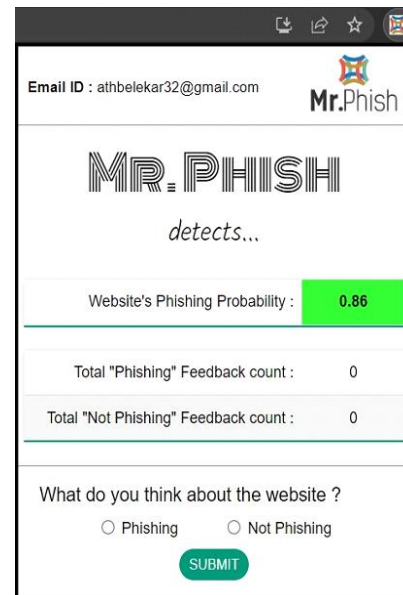 Email ID : athbelekar32@gmail.com
Mr.Phish
MR. PHISH
detects...
Website's Phishing Probability : 0.86
Total "Phishing" Feedback count : 0
Total "Not Phishing" Feedback count : 0
What do you think about the website ?
Phishing Not Phishing
SUBMIT